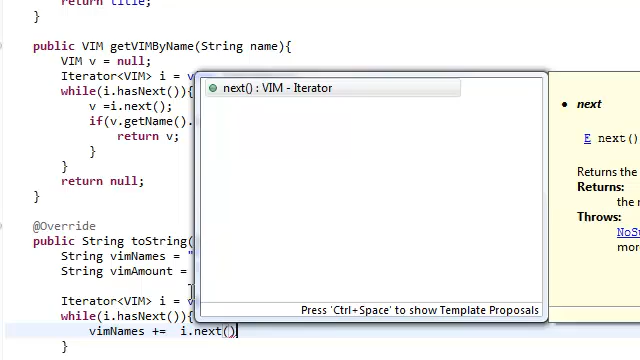 return title;
}
public VIM getVIMByName(String name){
VIM v = null;
Iterator<VIM> i = v
while(i.hasNext()){
v =i.next();
if(v.getName().
return v;
}
}
return null;
}
@Override
public String toString(
String vimNames = "
String vimAmount =
Iterator<VIM> i = v
while(i.hasNext()){
vimNames += i.next()
}
next() : VIM - Iterator
Press 'Ctrl+Space' to show Template Proposals
next
E next()
Returns the
Returns:
the
Throws:
NoSu
more